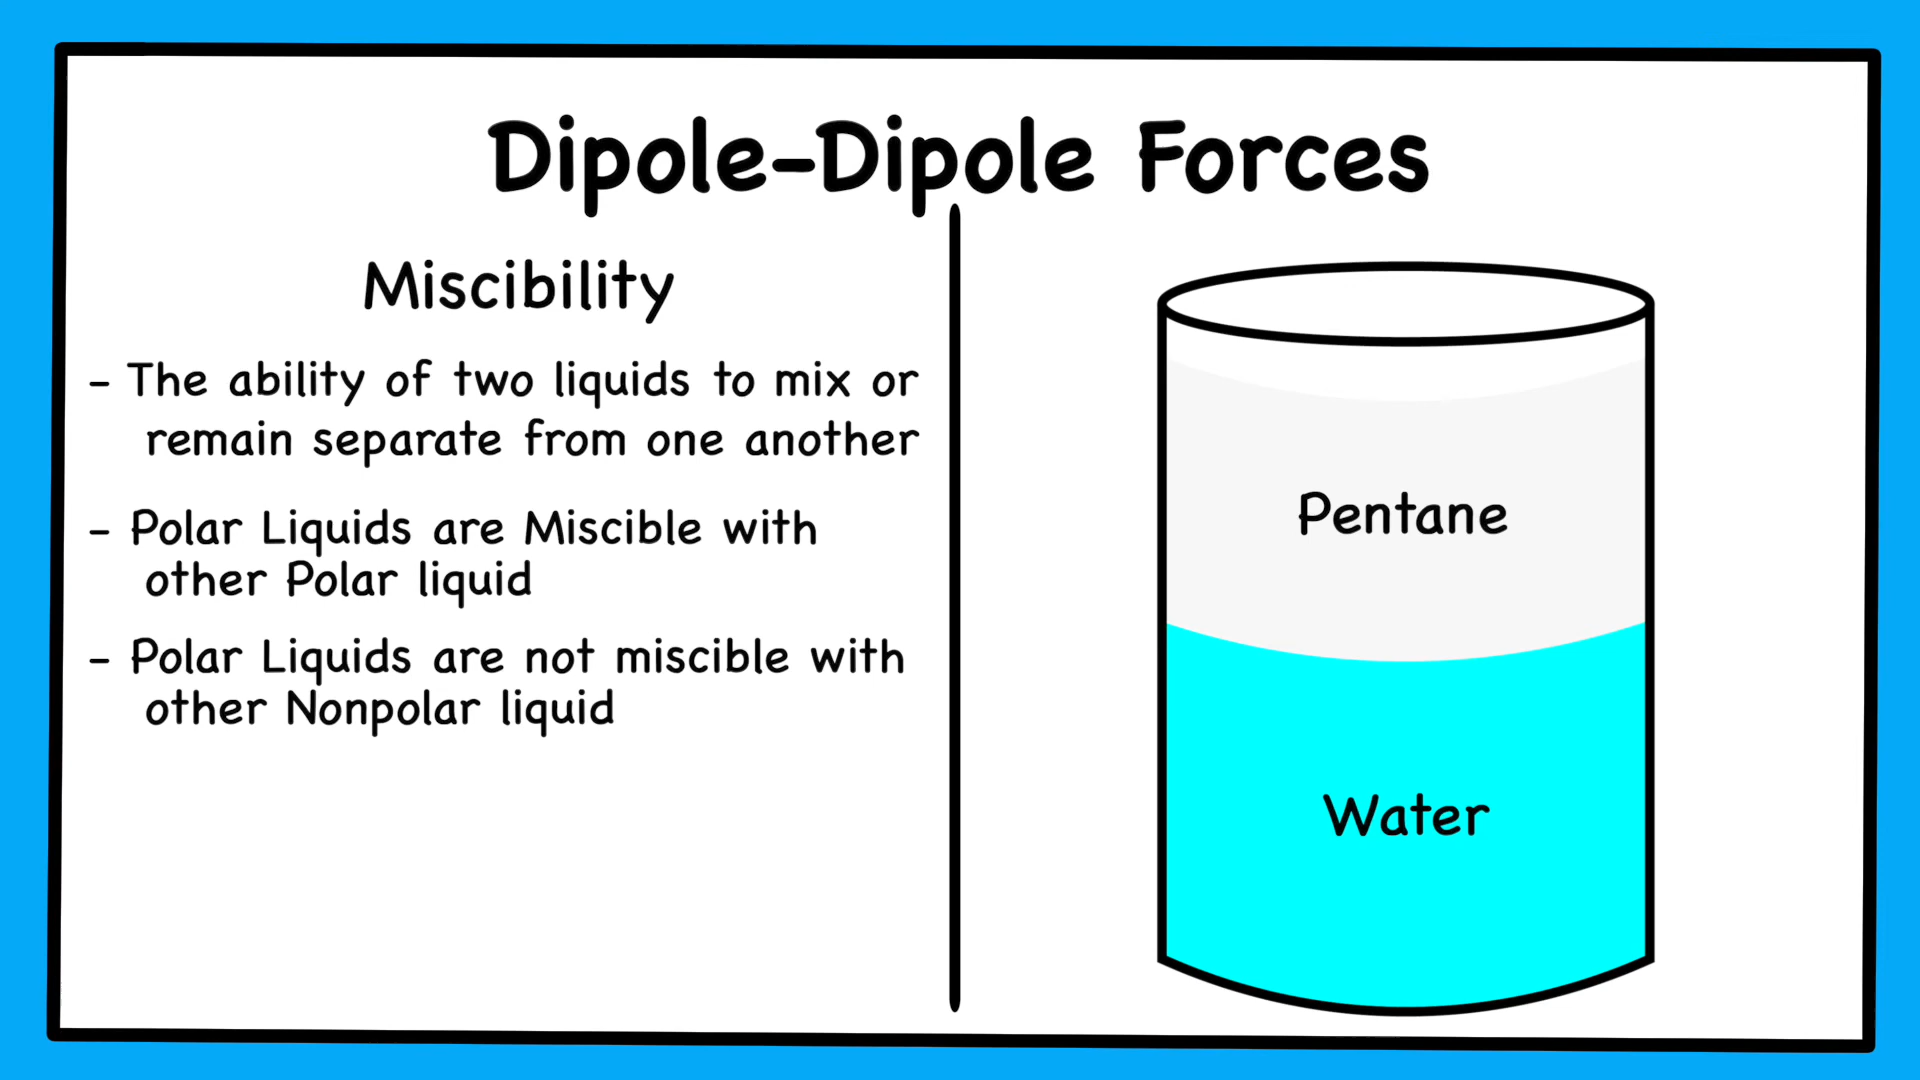 Dipole-Dipole Forces
Miscibility
- The ability of two liquids to mix or
remain separate from one another
- Polar Liquids are Miscible with
other Polar liquid
- Polar Liquids are not miscible with
other Nonpolar liquid
Pentane
Water